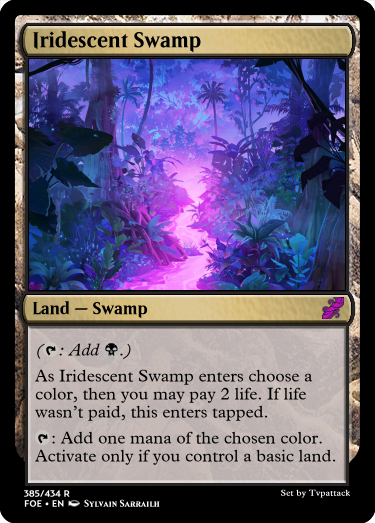 Iridescent Swamp
Land — Swamp
(: Add .)
As Iridescent Swamp enters choose a
color, then you may pay 2 life. If life
wasn't paid, this enters tapped.
: Add one mana of the chosen color.
Activate only if you control a basic land.
385/434 R
Set by Tvpattack
FOE • EN Sylvain Sarrailh